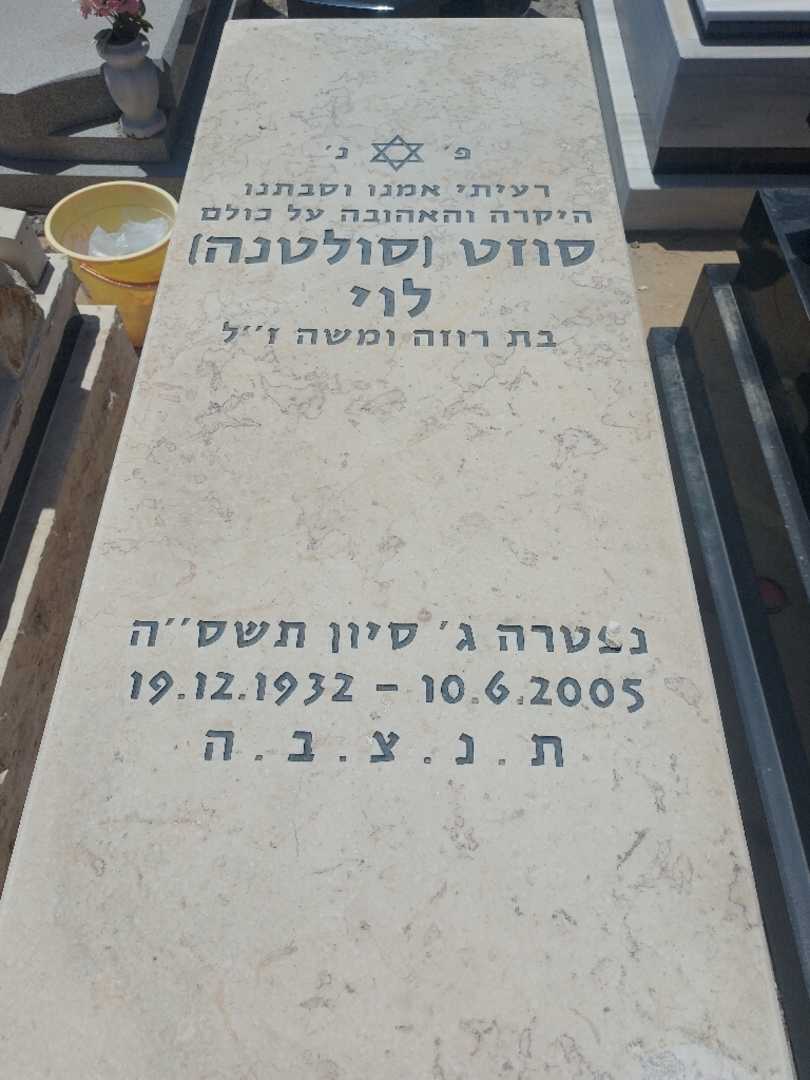 פ׳ נ׳
רעיתי אמנו וסבתנו
היקרה והאהובה על כולם
סוזט (סולטנה)
לוי
בת רוזה ומשה ז׳׳ל
נפטרה ג׳ סיון תשס׳׳ה
19.12.1932 - 10.6.2005
ת.נ.צ.ב.ה